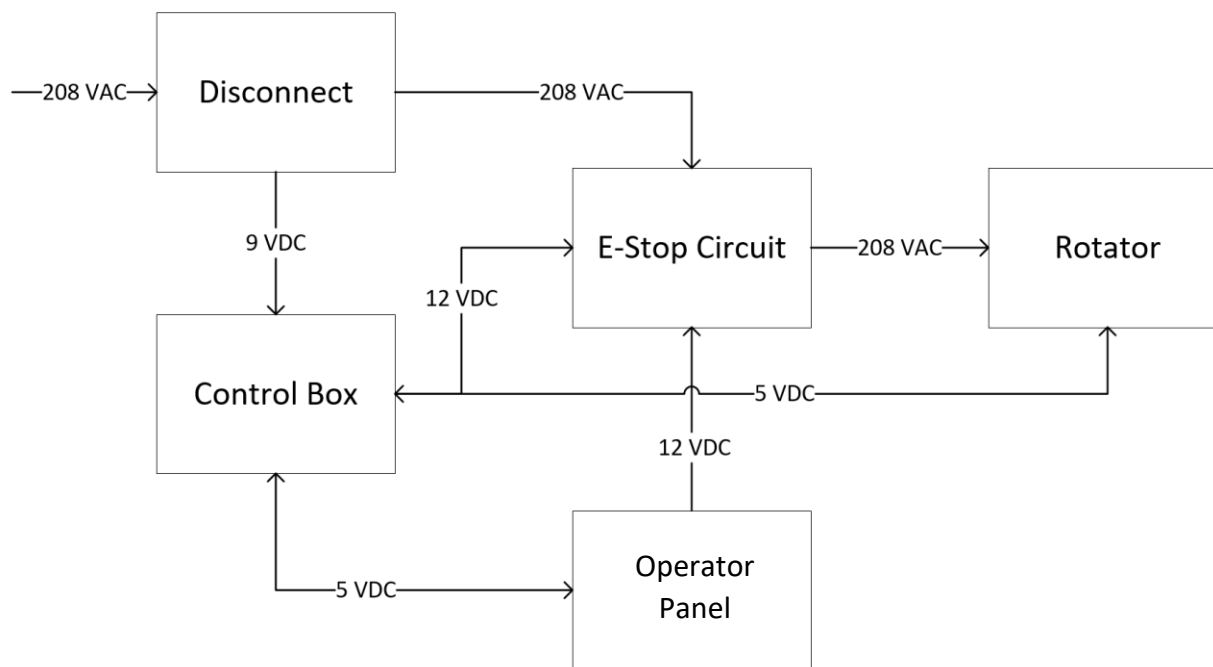 208 VAC
Disconnect
208 VAC
9 VDC
E-Stop Circuit
208 VAC
Rotator
12 VDC
Control Box
5 VDC
12 VDC
5 VDC
Operator
Panel